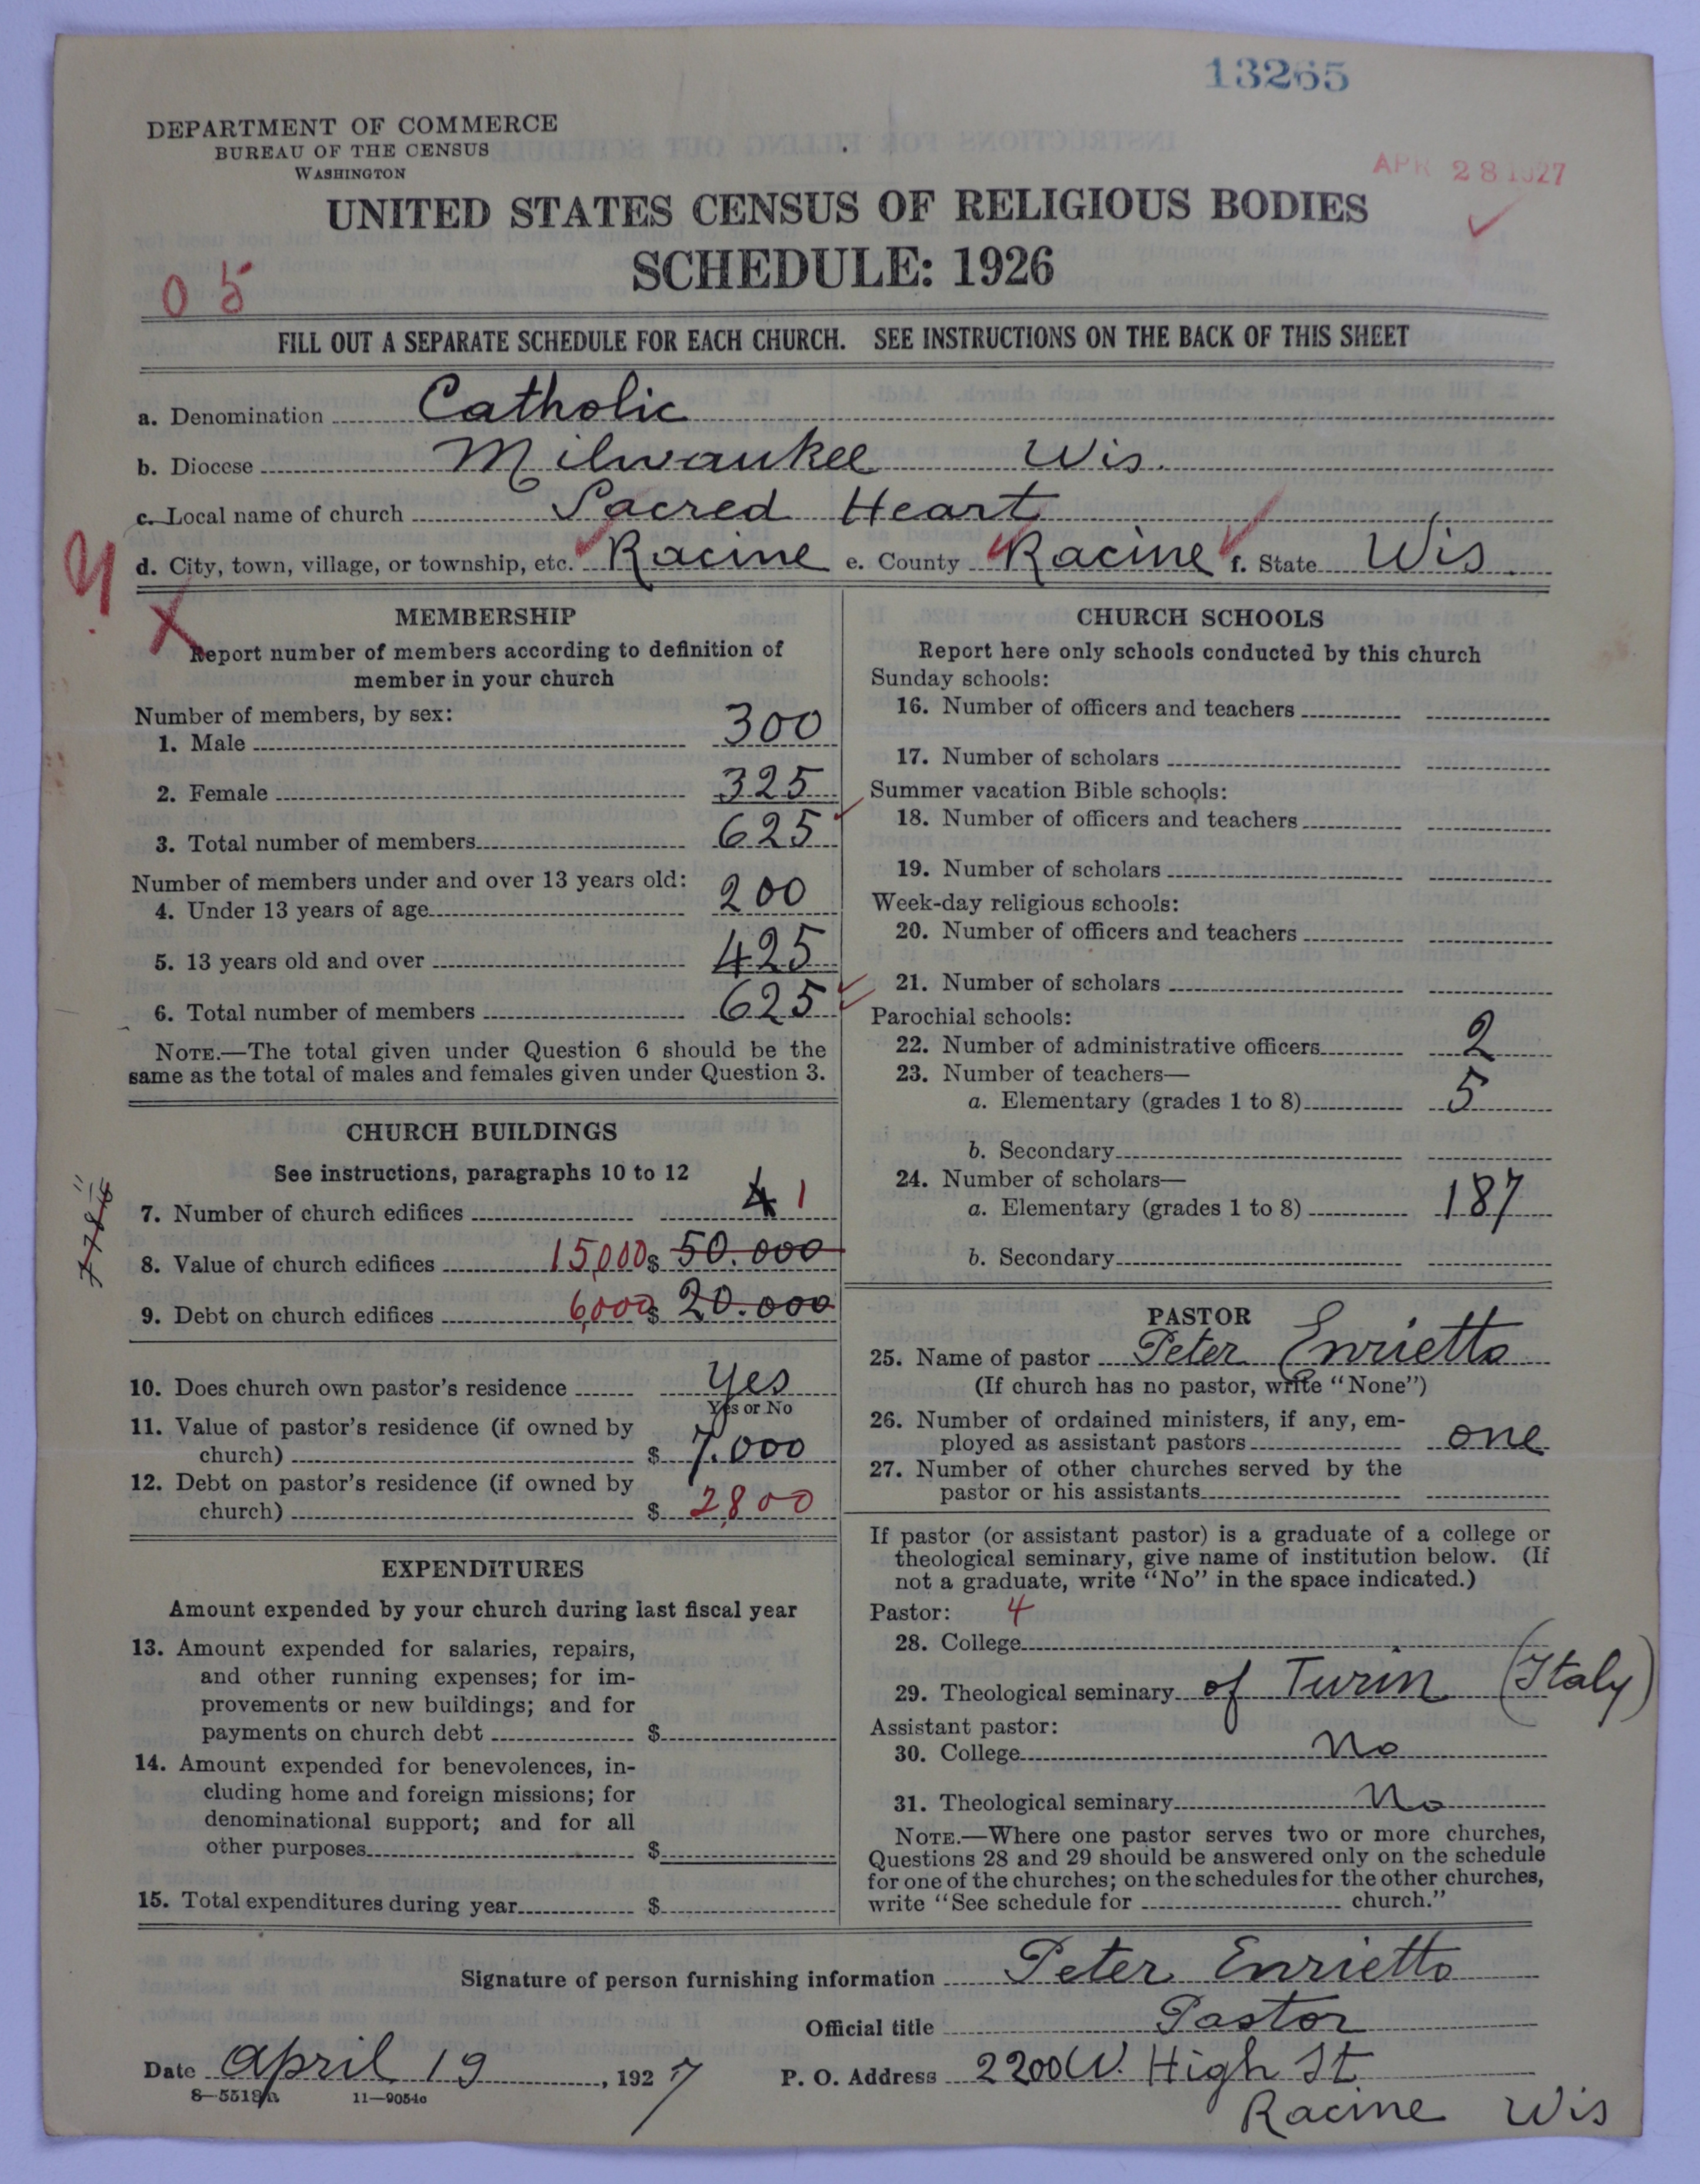 13265
DEPARTMENT OF COMMERCE
BUREAU OF THE CENSUS
WASHINGTON
APR 28 1927
UNITED STATES CENSUS OF RELIGIOUS BODIES
SCHEDULE: 1926
05
FILL OUT A SEPARATE SCHEDULE FOR EACH CHURCH. SEE INSTRUCTIONS ON THE BACK OF THIS SHEET
a. Denomination Catholic
b. Diocese Milwaukee Wis.
c. Local name of church Sacred Heart
d. City, town, village, or township, etc. Racine e. County Racine f. State Wis.
MEMBERSHIP
Report number of members according to definition of
member in your church
Number of members, by sex:
1. Male 300
2. Female 325
3. Total number of members 625
Number of members under and over 13 years old:
4. Under 13 years of age 200
5. 13 years old and over 425
6. Total number of members 625
NOTE.—The total given under Question 6 should be the
same as the total of males and females given under Question 3.
CHURCH BUILDINGS
See instructions, paragraphs 10 to 12
7. Number of church edifices 4 1
8. Value of church edifices 15,000 $ 50.000
9. Debt on church edifices 6,000 $ 20.000
10. Does church own pastor's residence Yes
Yes or No
11. Value of pastor's residence (if owned by
church) $ 7.000
12. Debt on pastor's residence (if owned by
church) $ 2,800
EXPENDITURES
Amount expended by your church during last fiscal year
13. Amount expended for salaries, repairs,
and other running expenses; for im-
provements or new buildings; and for
payments on church debt $
14. Amount expended for benevolences, in-
cluding home and foreign missions; for
denominational support; and for all
other purposes $
15. Total expenditures during year $
CHURCH SCHOOLS
Report here only schools conducted by this church
Sunday schools:
16. Number of officers and teachers
17. Number of scholars
Summer vacation Bible schools:
18. Number of officers and teachers
19. Number of scholars
Week-day religious schools:
20. Number of officers and teachers
21. Number of scholars
Parochial schools:
22. Number of administrative officers 2
23. Number of teachers—
a. Elementary (grades 1 to 8) 5
b. Secondary
24. Number of scholars—
a. Elementary (grades 1 to 8) 187
b. Secondary
PASTOR
25. Name of pastor Peter Enrietto
(If church has no pastor, write "None")
26. Number of ordained ministers, if any, em-
ployed as assistant pastors one
27. Number of other churches served by the
pastor or his assistants
If pastor (or assistant pastor) is a graduate of a college or
theological seminary, give name of institution below. (If
not a graduate, write "No" in the space indicated.)
Pastor: 4
28. College
29. Theological seminary of Turin (Italy)
Assistant pastor:
30. College No
31. Theological seminary No
NOTE.—Where one pastor serves two or more churches,
Questions 28 and 29 should be answered only on the schedule
for one of the churches; on the schedules for the other churches,
write "See schedule for church."
Signature of person furnishing information Peter Enrietto
Official title Pastor
Date April 19, 1927 P. O. Address 2200 W. High St
8—5518a 11—9054a
Racine Wis